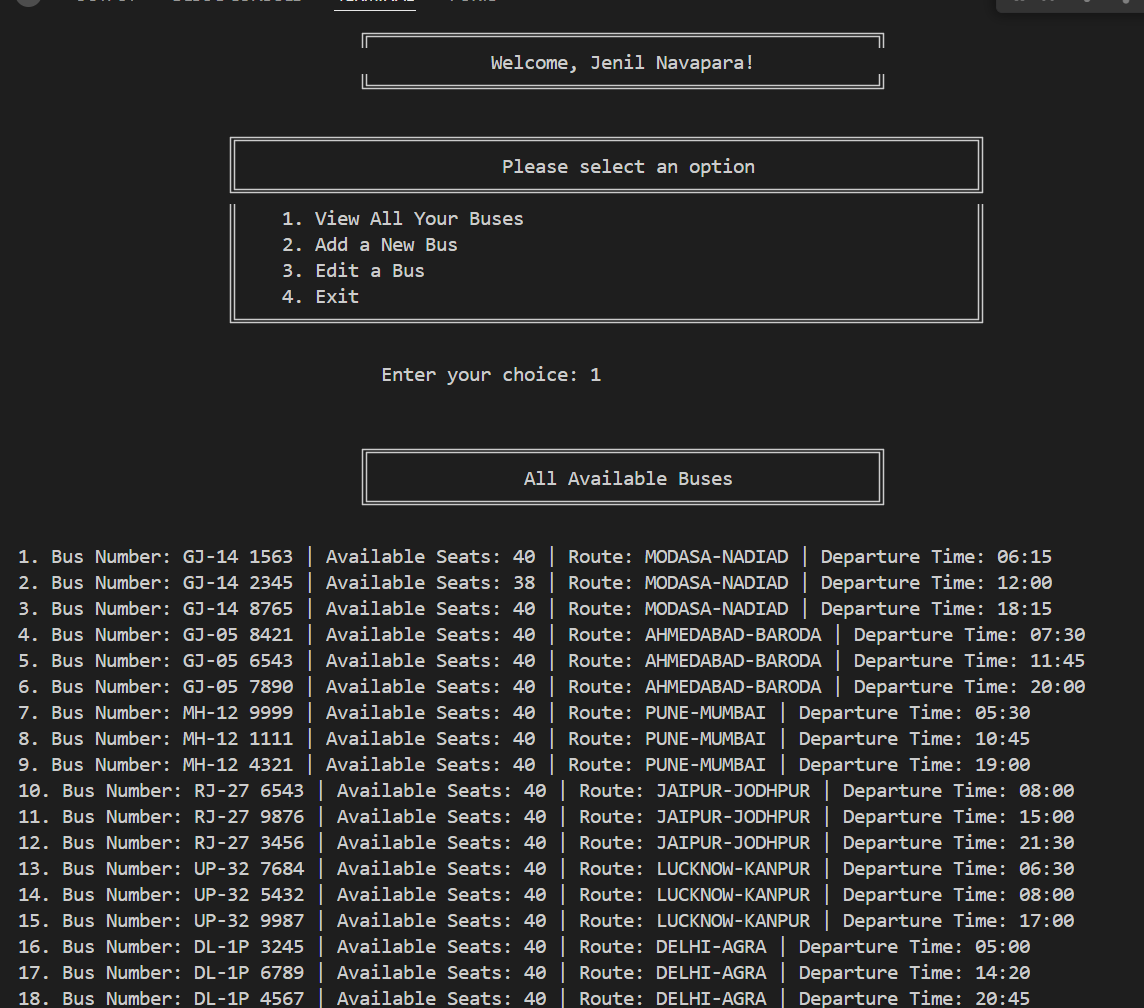 TERMINAL
Welcome, Jenil Navapara!
Please select an option
1. View All Your Buses
2. Add a New Bus
3. Edit a Bus
4. Exit
Enter your choice: 1
All Available Buses
1. Bus Number: GJ-14 1563 | Available Seats: 40 | Route: MODASA-NADIAD | Departure Time: 06:15
2. Bus Number: GJ-14 2345 | Available Seats: 38 | Route: MODASA-NADIAD | Departure Time: 12:00
3. Bus Number: GJ-14 8765 | Available Seats: 40 | Route: MODASA-NADIAD | Departure Time: 18:15
4. Bus Number: GJ-05 8421 | Available Seats: 40 | Route: AHMEDABAD-BARODA | Departure Time: 07:30
5. Bus Number: GJ-05 6543 | Available Seats: 40 | Route: AHMEDABAD-BARODA | Departure Time: 11:45
6. Bus Number: GJ-05 7890 | Available Seats: 40 | Route: AHMEDABAD-BARODA | Departure Time: 20:00
7. Bus Number: MH-12 9999 | Available Seats: 40 | Route: PUNE-MUMBAI | Departure Time: 05:30
8. Bus Number: MH-12 1111 | Available Seats: 40 | Route: PUNE-MUMBAI | Departure Time: 10:45
9. Bus Number: MH-12 4321 | Available Seats: 40 | Route: PUNE-MUMBAI | Departure Time: 19:00
10. Bus Number: RJ-27 6543 | Available Seats: 40 | Route: JAIPUR-JODHPUR | Departure Time: 08:00
11. Bus Number: RJ-27 9876 | Available Seats: 40 | Route: JAIPUR-JODHPUR | Departure Time: 15:00
12. Bus Number: RJ-27 3456 | Available Seats: 40 | Route: JAIPUR-JODHPUR | Departure Time: 21:30
13. Bus Number: UP-32 7684 | Available Seats: 40 | Route: LUCKNOW-KANPUR | Departure Time: 06:30
14. Bus Number: UP-32 5432 | Available Seats: 40 | Route: LUCKNOW-KANPUR | Departure Time: 08:00
15. Bus Number: UP-32 9987 | Available Seats: 40 | Route: LUCKNOW-KANPUR | Departure Time: 17:00
16. Bus Number: DL-1P 3245 | Available Seats: 40 | Route: DELHI-AGRA | Departure Time: 05:00
17. Bus Number: DL-1P 6789 | Available Seats: 40 | Route: DELHI-AGRA | Departure Time: 14:20
18. Bus Number: DL-1P 4567 | Available Seats: 40 | Route: DELHI-AGRA | Departure Time: 20:45